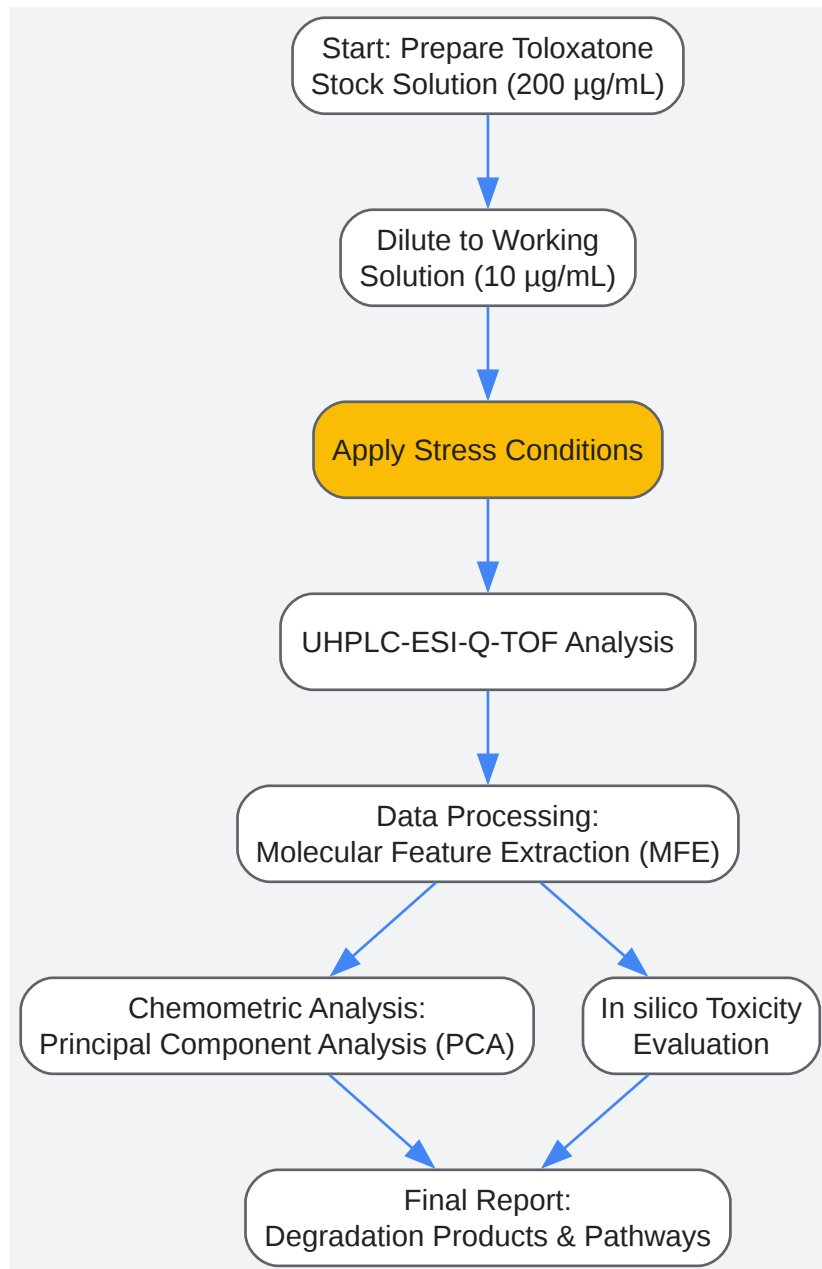 Start: Prepare Toloxatone
Stock Solution (200 µg/mL)
Dilute to Working
Solution (10 µg/mL)
Apply Stress Conditions
UHPLC-ESI-Q-TOF Analysis
Data Processing:
Molecular Feature Extraction (MFE)
Chemometric Analysis:
Principal Component Analysis (PCA)
In silico Toxicity
Evaluation
Final Report:
Degradation Products & Pathways